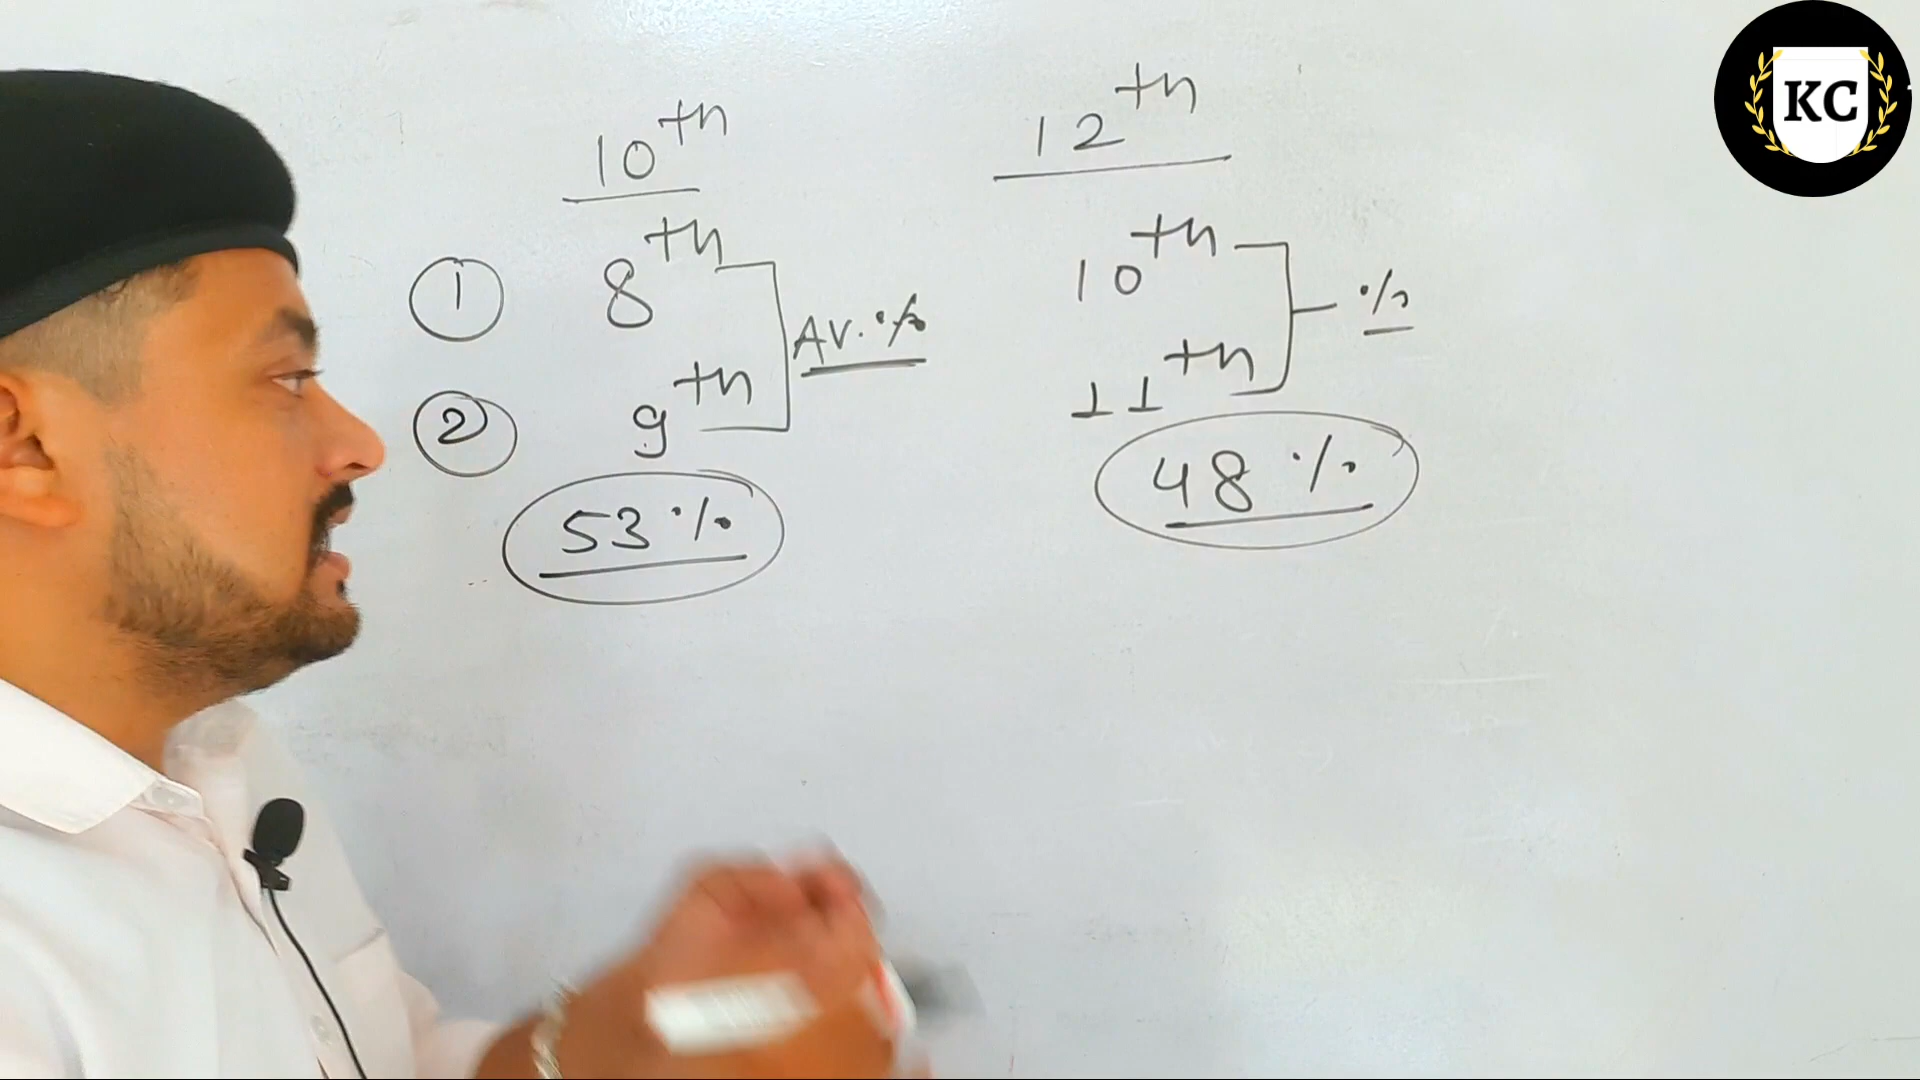 10th
① 8th
Av. %
② 9th
53 %
12th
10th
%
11th
48 %
KC